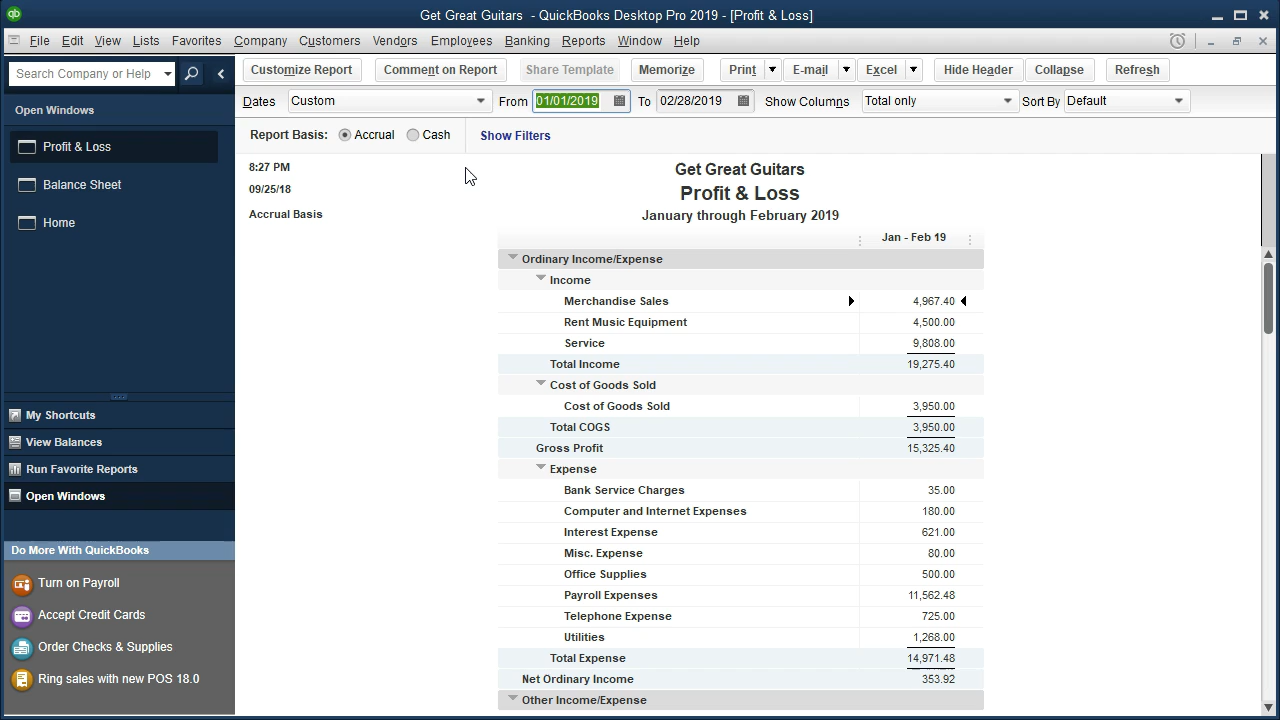 Get Great Guitars - QuickBooks Desktop Pro 2019 - [Profit & Loss]
File Edit View Lists Favorites Company Customers Vendors Employees Banking Reports Window Help
Search Company or Help
Customize Report Comment on Report Share Template Memorize Print E-mail Excel Hide Header Collapse Refresh
Open Windows
Dates Custom From 01/01/2019 To 02/28/2019 Show Columns Total only Sort By Default
Report Basis: Accrual Cash Show Filters
Profit & Loss
Balance Sheet
Home
8:27 PM
09/25/18
Accrual Basis
Get Great Guitars
Profit & Loss
January through February 2019
Jan - Feb 19
Ordinary Income/Expense
Income
Merchandise Sales 4,967.40
Rent Music Equipment 4,500.00
Service 9,808.00
Total Income 19,275.40
Cost of Goods Sold
Cost of Goods Sold 3,950.00
Total COGS 3,950.00
Gross Profit 15,325.40
Expense
Bank Service Charges 35.00
Computer and Internet Expenses 180.00
Interest Expense 621.00
Misc. Expense 80.00
Office Supplies 500.00
Payroll Expenses 11,562.48
Telephone Expense 725.00
Utilities 1,268.00
Total Expense 14,971.48
Net Ordinary Income 353.92
Other Income/Expense
My Shortcuts
View Balances
Run Favorite Reports
Open Windows
Do More With QuickBooks
Turn on Payroll
Accept Credit Cards
Order Checks & Supplies
Ring sales with new POS 18.0